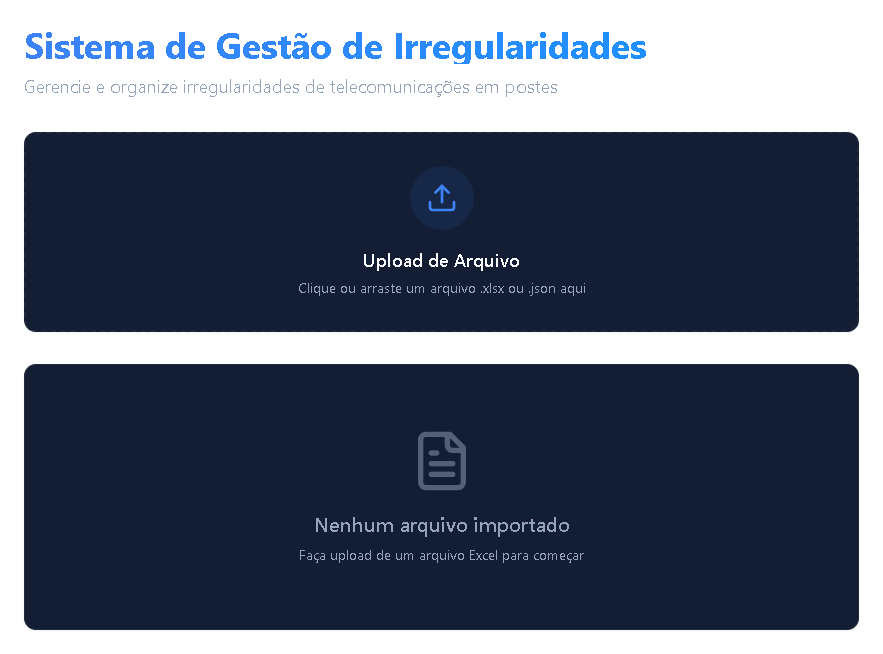 Sistema de Gestão de Irregularidades
Gerencie e organize irregularidades de telecomunicações em postes
Upload de Arquivo
Clique ou arraste um arquivo .xlsx ou .json aqui
Nenhum arquivo importado
Faça upload de um arquivo Excel para começar